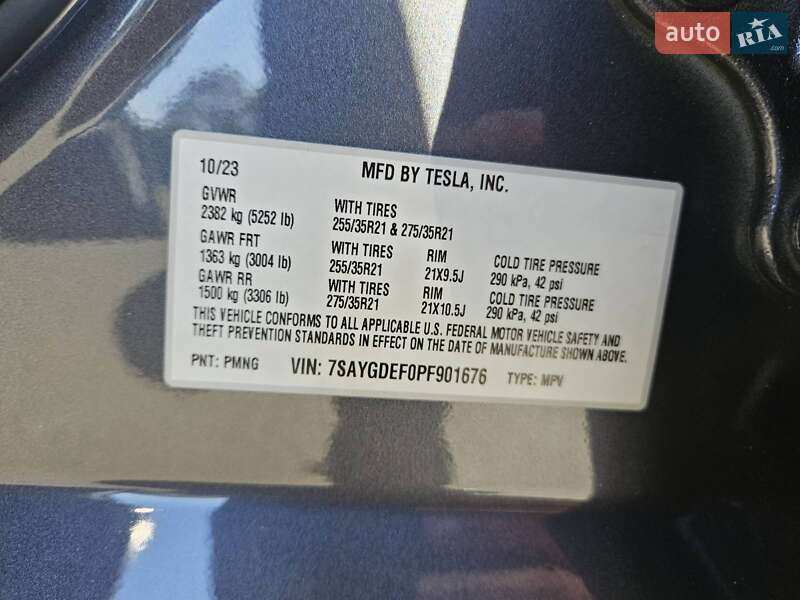 auto RIA.com
10/23 MFD BY TESLA, INC.
GVWR
2382 kg (5252 lb)
WITH TIRES
255/35R21 & 275/35R21
GAWR FRT
1363 kg (3004 lb)
WITH TIRES
255/35R21
RIM
21X9.5J
COLD TIRE PRESSURE
290 kPa, 42 psi
GAWR RR
1500 kg (3306 lb)
WITH TIRES
275/35R21
RIM
21X10.5J
COLD TIRE PRESSURE
290 kPa, 42 psi
THIS VEHICLE CONFORMS TO ALL APPLICABLE U.S. FEDERAL MOTOR VEHICLE SAFETY AND
THEFT PREVENTION STANDARDS IN EFFECT ON THE DATE OF MANUFACTURE SHOWN ABOVE.
PNT: PMNG VIN: 7SAYGDEF0PF901676 TYPE: MPV